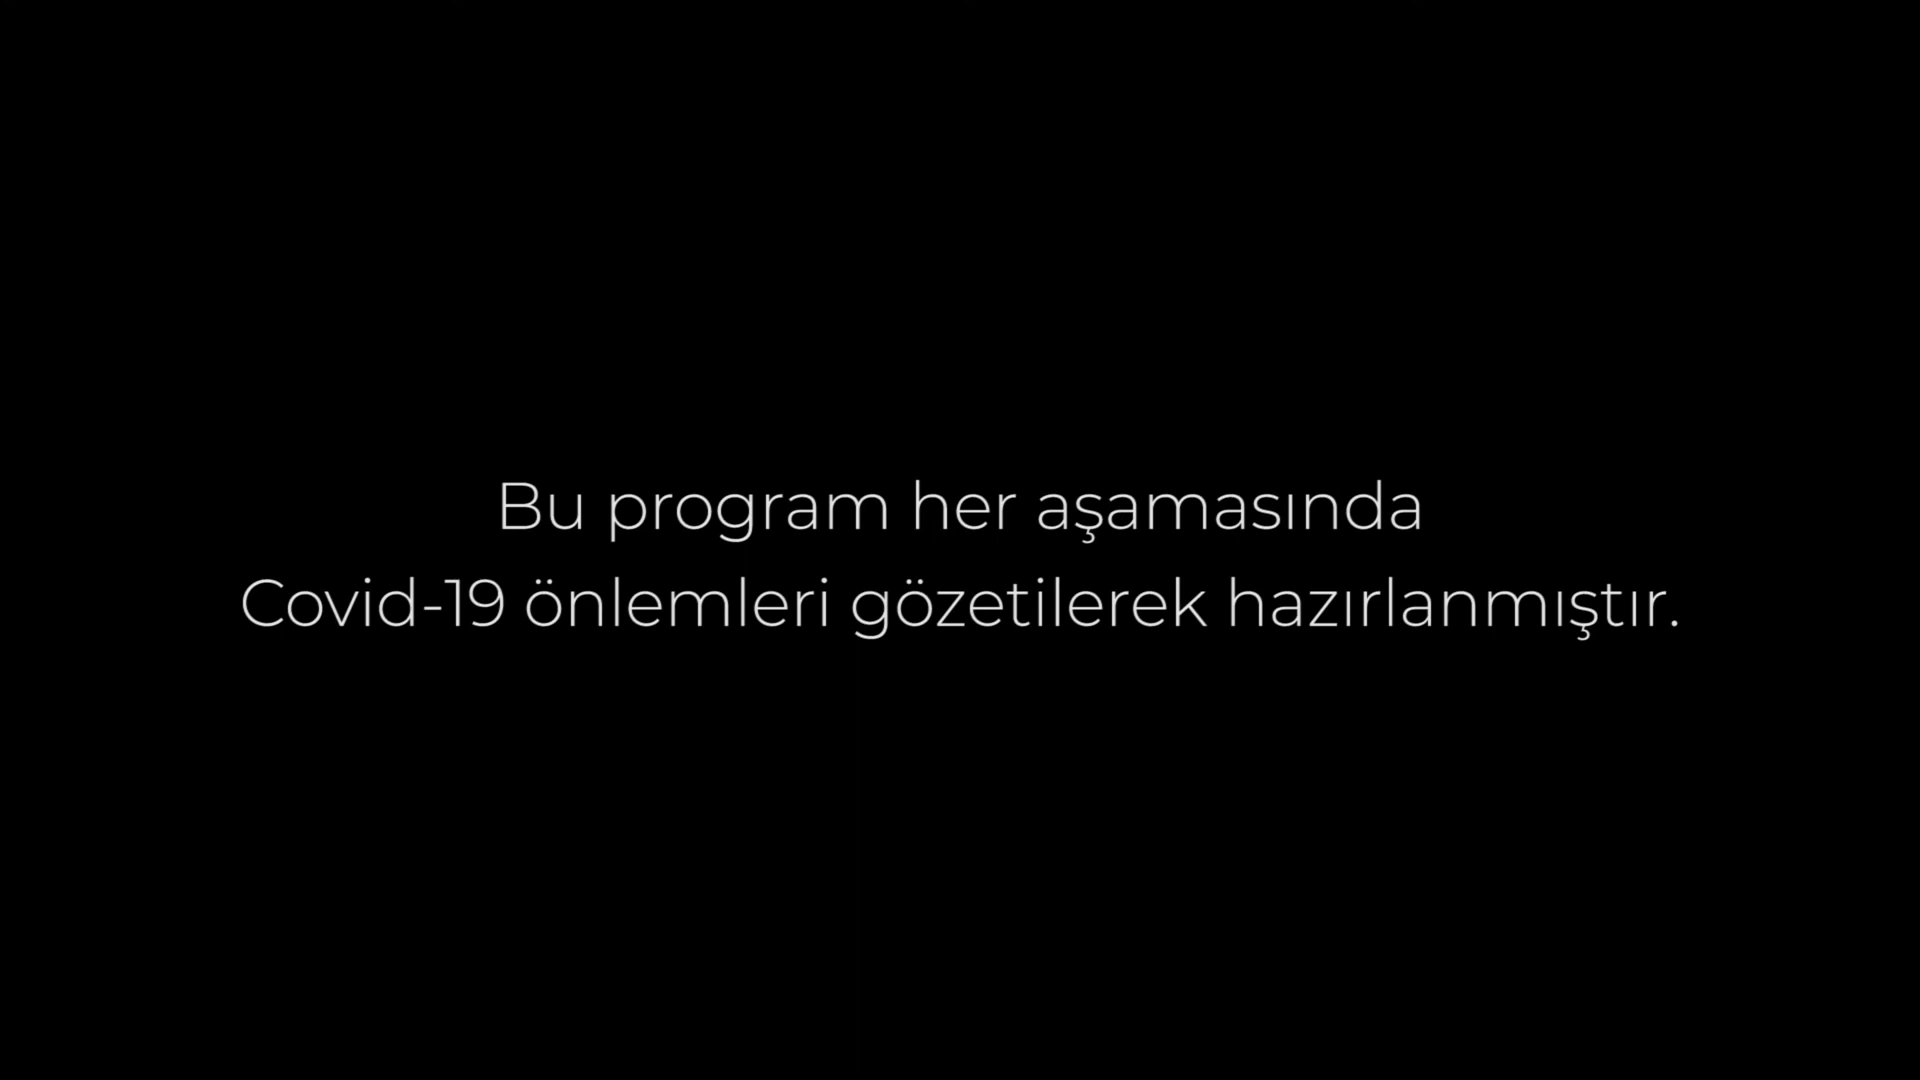 Bu program her aşamasında
Covid-19 önlemleri gözetilerek hazırlanmıştır.